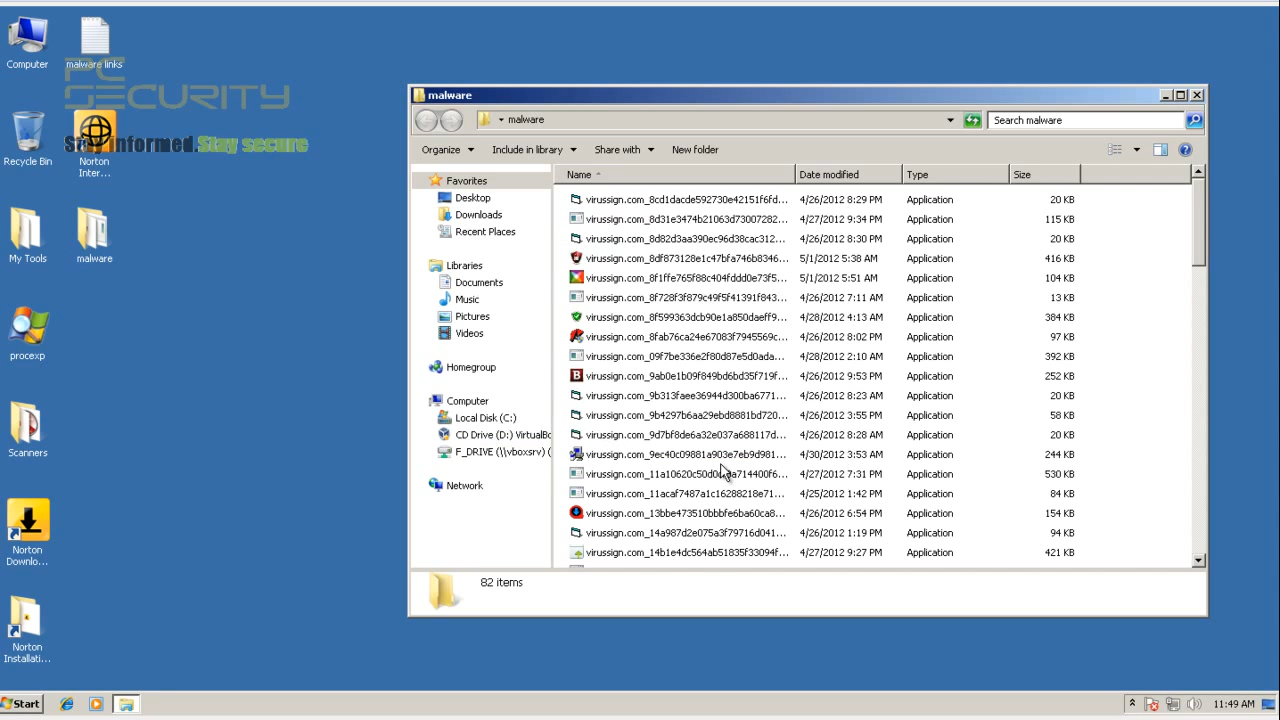 Computer
malware links
PC
SECURITY
Stay informed.Stay secure
Recycle Bin
Norton
Inter...
My Tools
malware
procexp
Scanners
Norton
Downlo...
Norton
Installati...
malware
malware
Search malware
Organize
Include in library
Share with
New folder
Favorites
Desktop
Downloads
Recent Places
Libraries
Documents
Music
Pictures
Videos
Homegroup
Computer
Local Disk (C:)
CD Drive (D:) VirtualBo
F_DRIVE (\\vboxsrv) (
Network
Name Date modified Type Size
virussign.com_8cd1dacde592730e42151f6fd... 4/26/2012 8:29 PM Application 20 KB
virussign.com_8d31e3474b21063d73007282... 4/27/2012 9:34 PM Application 115 KB
virussign.com_8d82d3aa390ec96d38cac312... 4/26/2012 8:30 PM Application 20 KB
virussign.com_8df873128e1c47bfa746b8346... 5/1/2012 5:38 AM Application 416 KB
virussign.com_8f1ffe765f88c404fddd0e73f5... 5/1/2012 5:51 AM Application 104 KB
virussign.com_8f728f3f879c49f5f41391f843... 4/26/2012 7:11 AM Application 13 KB
virussign.com_8f599363dcb90e1a850daeff9... 4/28/2012 4:13 AM Application 384 KB
virussign.com_8fab76ca24e67083f7945569c... 4/26/2012 8:02 PM Application 97 KB
virussign.com_09f7be336e2f80d87e5d0ada... 4/28/2012 2:10 AM Application 392 KB
virussign.com_9ab0e1b09f849bd6bd35f719f... 4/26/2012 9:53 PM Application 252 KB
virussign.com_9b313faee36944d300ba6771... 4/26/2012 8:23 AM Application 20 KB
virussign.com_9b4297b6aa29ebd8881bd720... 4/26/2012 3:55 PM Application 58 KB
virussign.com_9d7bf8de6a32e037a688117d... 4/26/2012 8:28 AM Application 20 KB
virussign.com_9ec40c09881a903e7eb9d981... 4/30/2012 3:53 AM Application 244 KB
4/27/2012 7:31 PM Application 530 KB
virussign.com_11acaf7487a1c16288218e71... 4/25/2012 1:42 PM Application 84 KB
virussign.com_13bbe473510bbbfe6ba60ca8... 4/26/2012 6:54 PM Application 154 KB
virussign.com_14a987d2e075a3f79716d041... 4/26/2012 1:19 PM Application 94 KB
virussign.com_14b1e4dc564ab51835f33094f... 4/27/2012 9:27 PM Application 421 KB
82 items
Start
11:49 AM